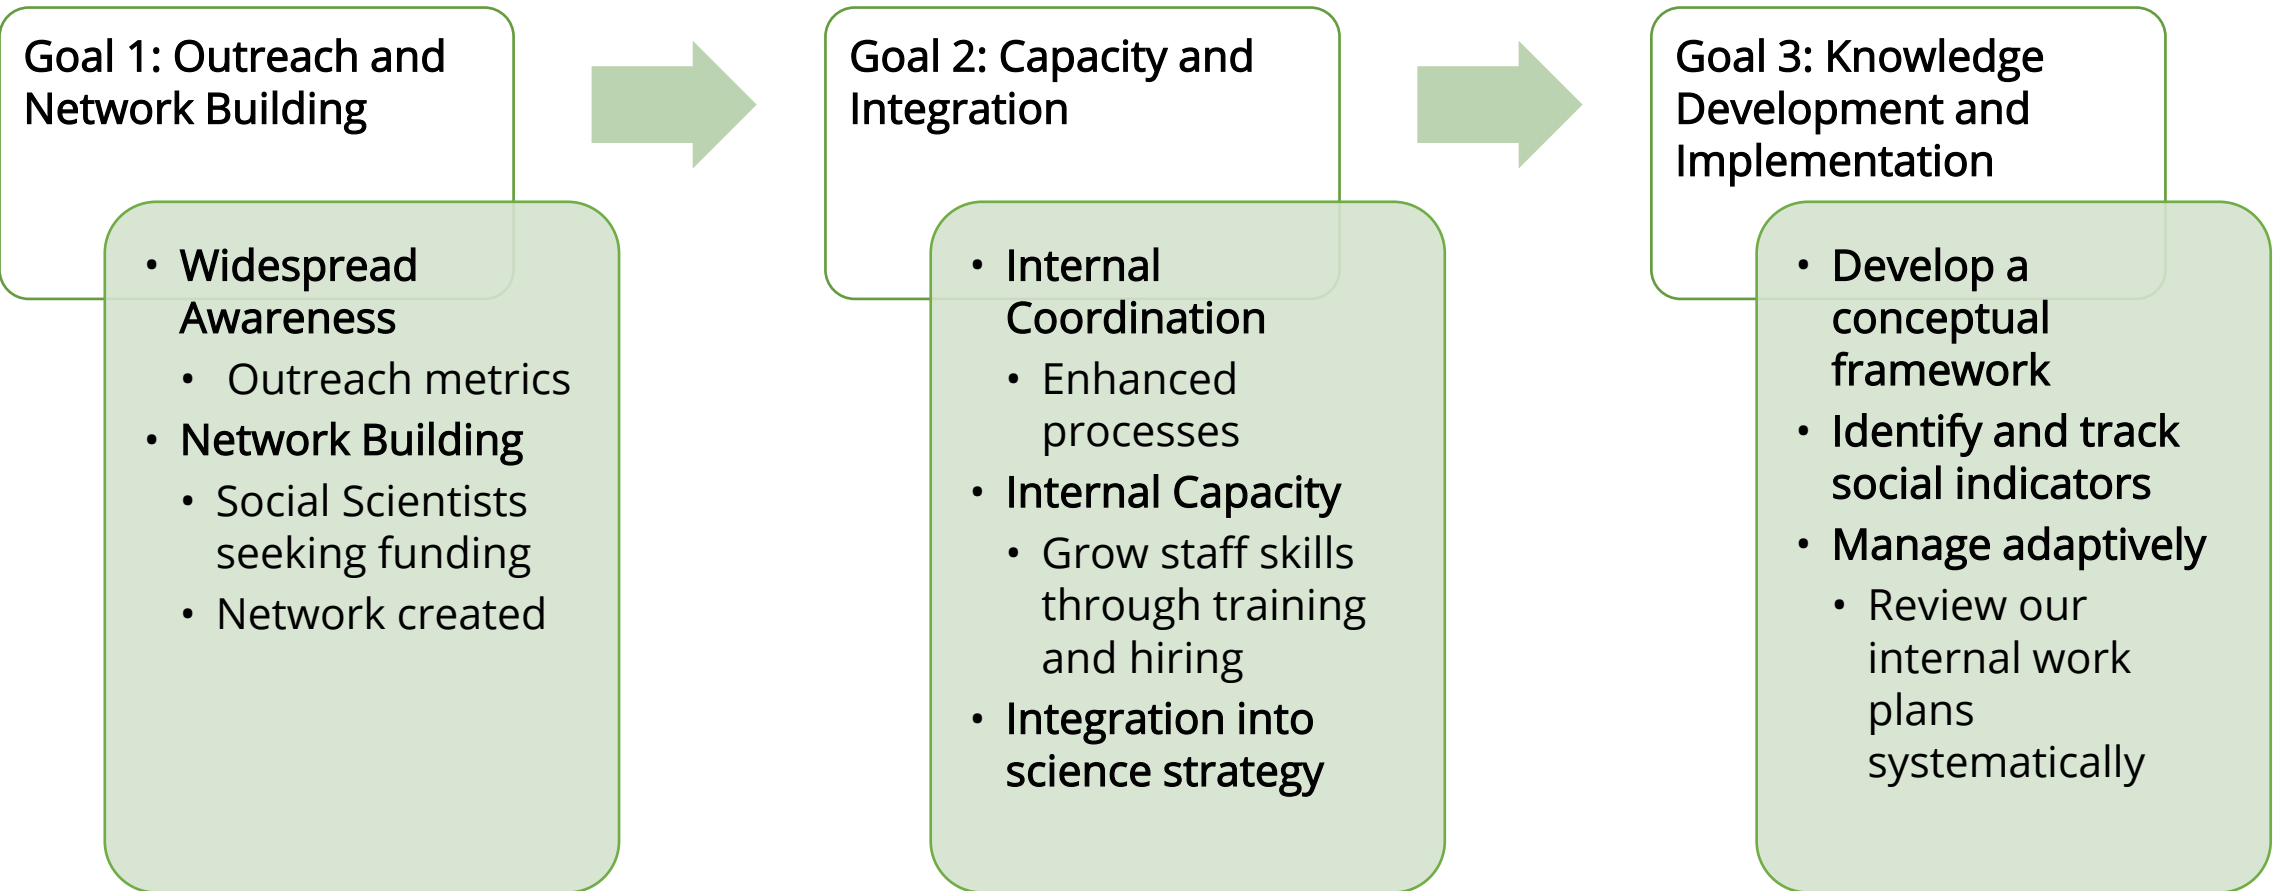 Goal 1: Outreach and
Network Building
• Widespread
Awareness
• Outreach metrics
• Network Building
• Social Scientists
seeking funding
• Network created
Goal 2: Capacity and
Integration
• Internal
Coordination
• Enhanced
processes
• Internal Capacity
• Grow staff skills
through training
and hiring
• Integration into
science strategy
Goal 3: Knowledge
Development and
Implementation
• Develop a
conceptual
framework
• Identify and track
social indicators
• Manage adaptively
• Review our
internal work
plans
systematically